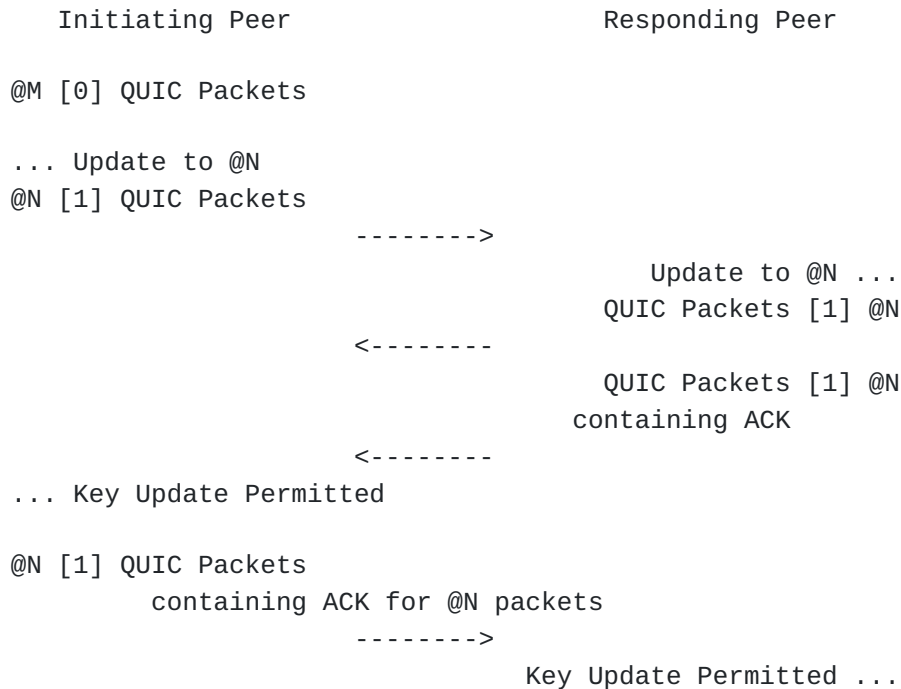 Initiating Peer                    Responding Peer
@M [0] QUIC Packets
... Update to @N
@N [1] QUIC Packets
-------->
Update to @N ...
QUIC Packets [1] @N
<--------
QUIC Packets [1] @N
containing ACK
<--------
... Key Update Permitted
@N [1] QUIC Packets
containing ACK for @N packets
-------->
Key Update Permitted ...